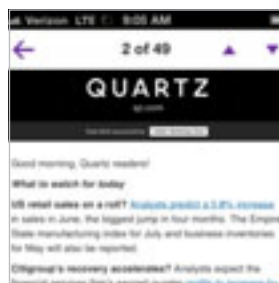 Verizon LTE 9:05 AM
2 of 49
QUARTZ
qz.com
Good morning, Quartz readers!
What to watch for today
US retail sales on a roll? Analysts predict a 0.8% increase
in sales in June, the biggest jump in four months. The Empire
State manufacturing index for July and business inventories
for May will also be reported.
Citigroup's recovery accelerates? Analysts expect the